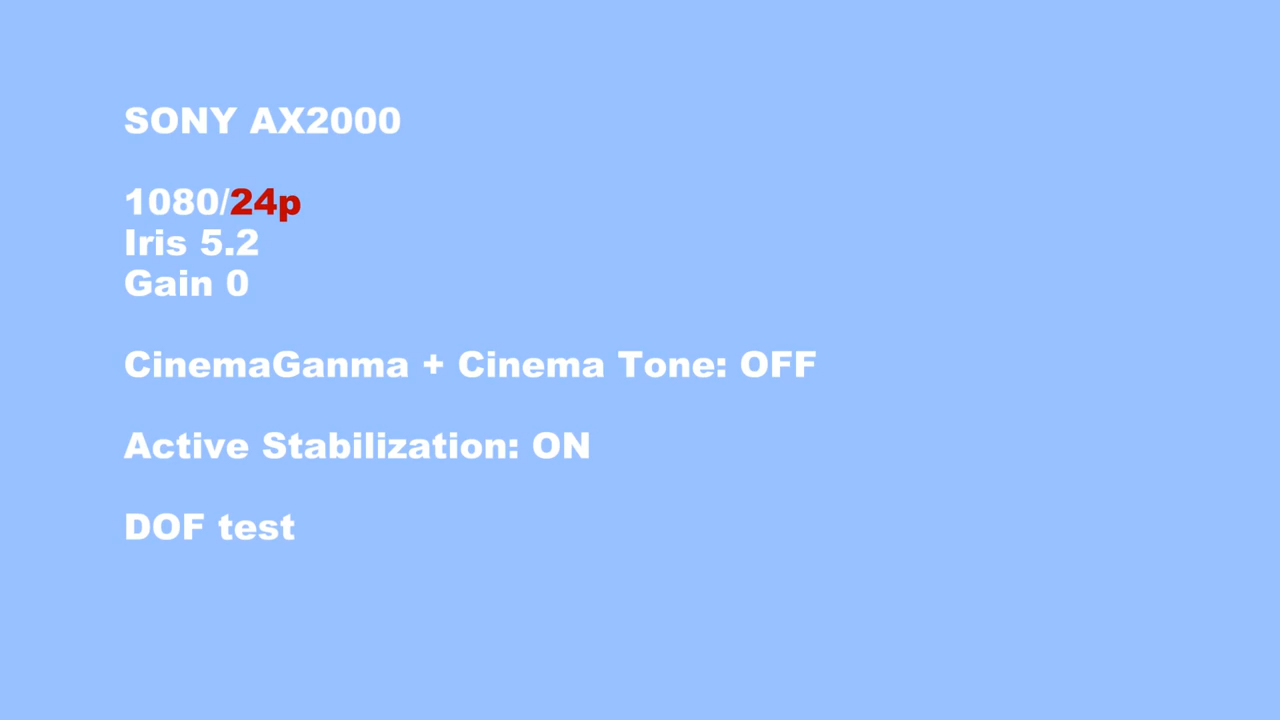 SONY AX2000
1080/24p
Iris 5.2
Gain 0
CinemaGanma + Cinema Tone: OFF
Active Stabilization: ON
DOF test